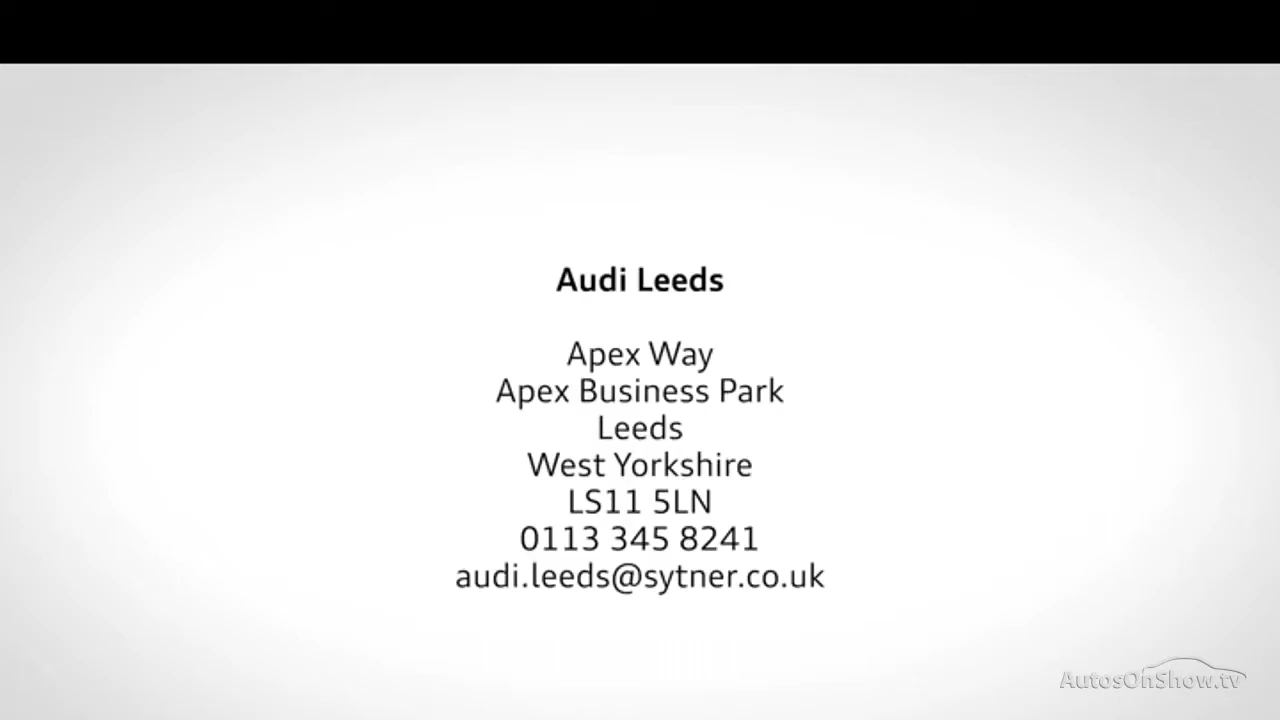 Audi Leeds
Apex Way
Apex Business Park
Leeds
West Yorkshire
LS11 5LN
0113 345 8241
audi.leeds@sytner.co.uk
AutosOnShow.tv